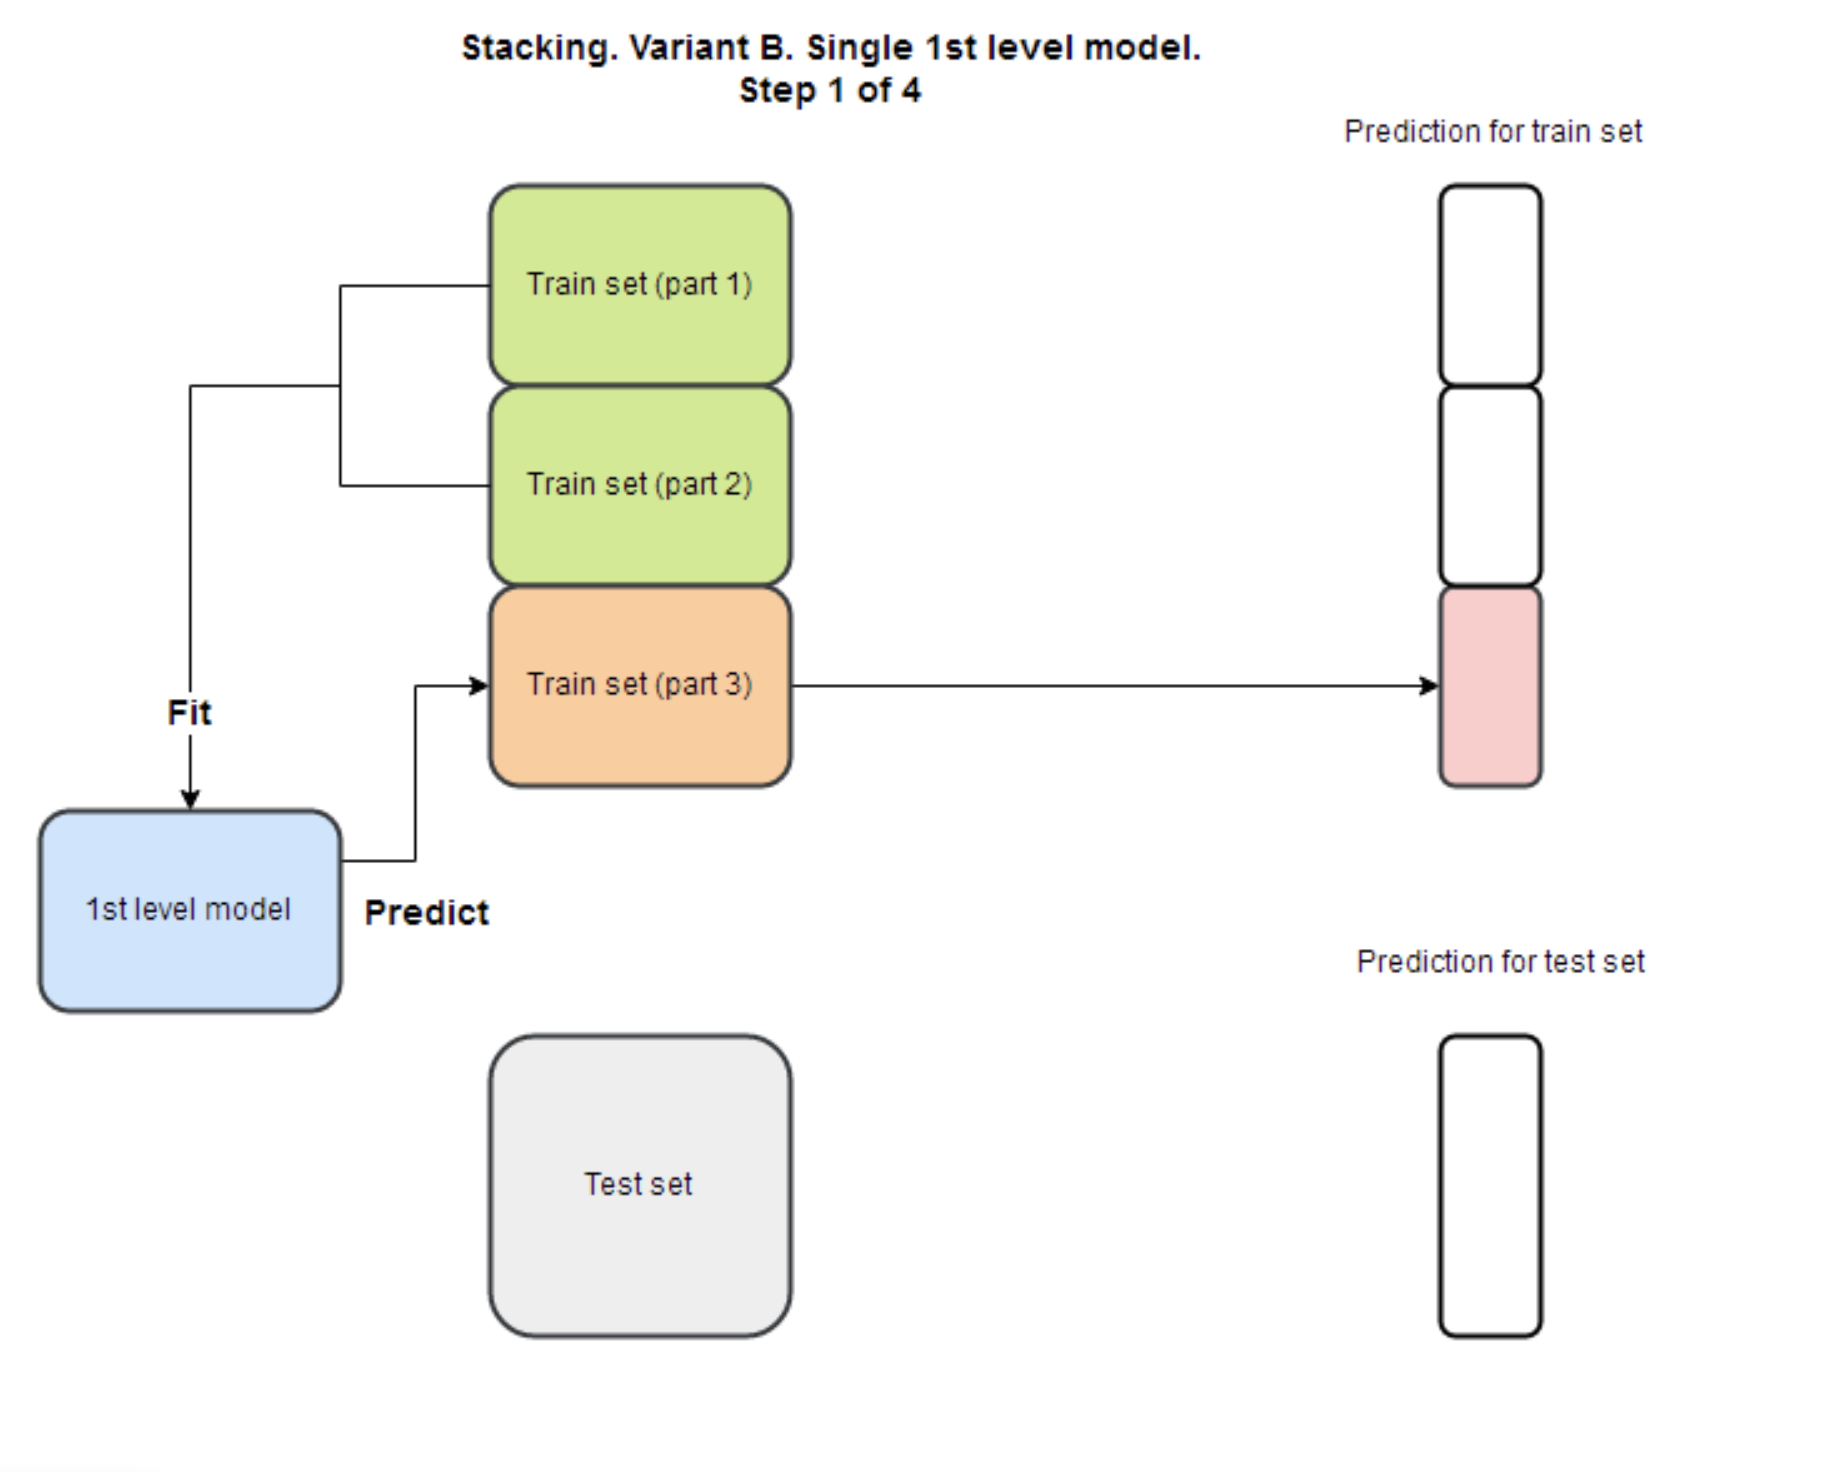 Stacking. Variant B. Single 1st level model.
Step 1 of 4
Prediction for train set
Train set (part 1)
Train set (part 2)
Train set (part 3)
Fit
1st level model
Predict
Prediction for test set
Test set